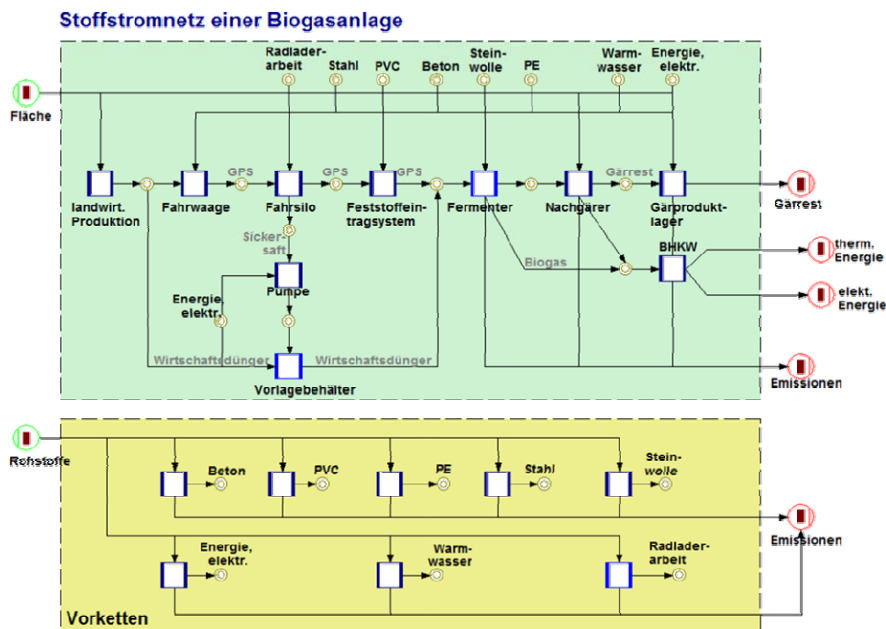 Stoffstromnetz einer Biogasanlage
Radlader-
arbeit
Stahl
PVC
Beton
Stein-
wolle
PE
Warm-
wasser
Energie,
elektr.
Fläche
GPS
GPS
GPS
Gärrest
landwirt.
Produktion
Fahrwaage
Fahrsilo
Feststoffein-
tragsystem
Fermenter
Nachgärer
Gärprodukt-
lager
Gärrest
Sicker-
saft
Biogas
BHKW
therm.
Energie
Pumpe
Energie,
elektr.
elekt.
Energie
Wirtschaftsdünger
Wirtschaftsdünger
Vorlagebehälter
Emissionen
Rohstoffe
Beton
PVC
PE
Stahl
Stein-
wolle
Emissionen
Energie,
elektr.
Warm-
wasser
Radlader-
arbeit
Vorketten